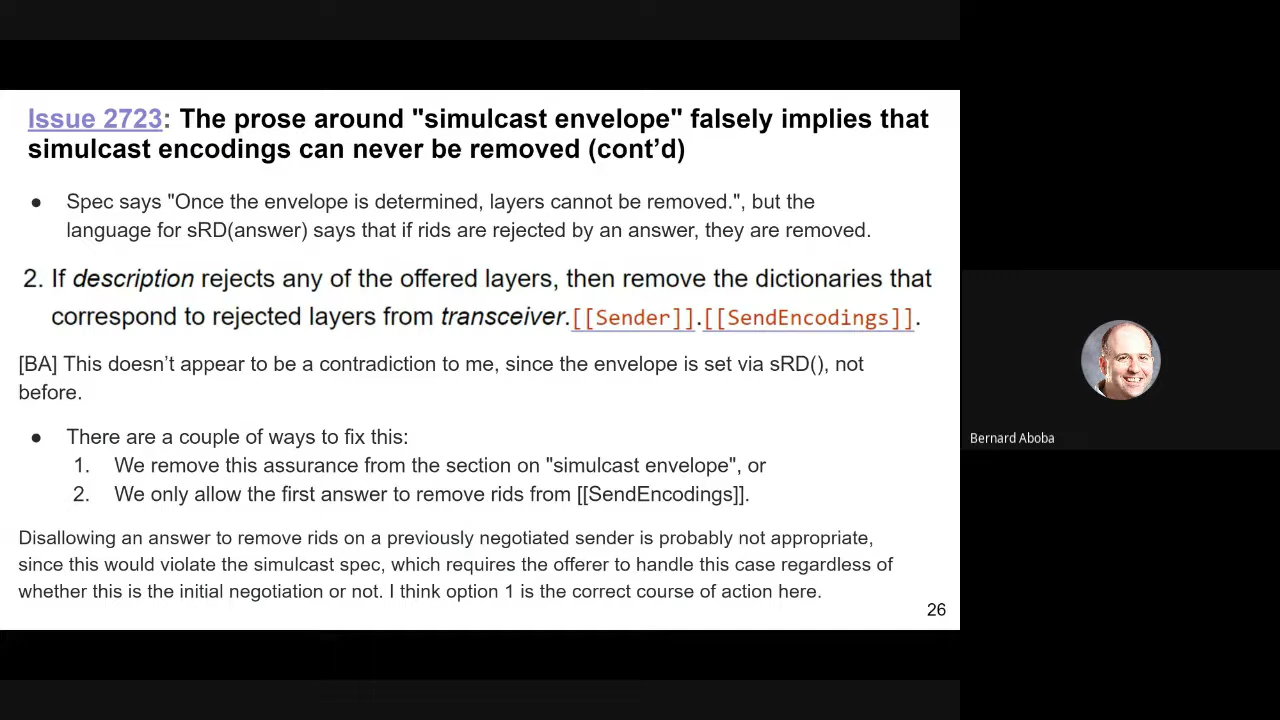 Issue 2723: The prose around "simulcast envelope" falsely implies that
simulcast encodings can never be removed (cont’d)
● Spec says "Once the envelope is determined, layers cannot be removed.", but the
language for sRD(answer) says that if rids are rejected by an answer, they are removed.
2. If description rejects any of the offered layers, then remove the dictionaries that
correspond to rejected layers from transceiver.[[Sender]].[[SendEncodings]].
[BA] This doesn’t appear to be a contradiction to me, since the envelope is set via sRD(), not
before.
● There are a couple of ways to fix this:
1. We remove this assurance from the section on "simulcast envelope", or
2. We only allow the first answer to remove rids from [[SendEncodings]].
Disallowing an answer to remove rids on a previously negotiated sender is probably not appropriate,
since this would violate the simulcast spec, which requires the offerer to handle this case regardless of
whether this is the initial negotiation or not. I think option 1 is the correct course of action here.
26
Bernard Aboba